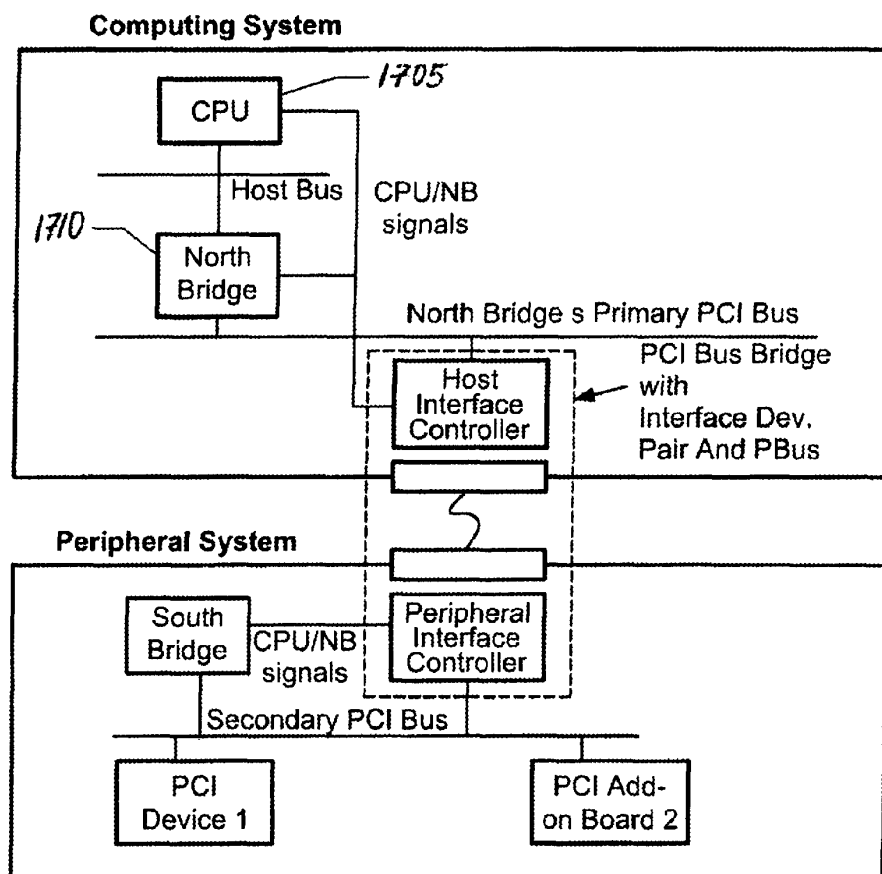 Computing System
1705
CPU
Host Bus
CPU/NB
signals
1710
North
Bridge
North Bridge s Primary PCI Bus
Host
Interface
Controller
PCI Bus Bridge
with
Interface Dev.
Pair And PBus
Peripheral System
South
Bridge
CPU/NB
signals
Peripheral
Interface
Controller
Secondary PCI Bus
PCI
Device 1
PCI Add-
on Board 2